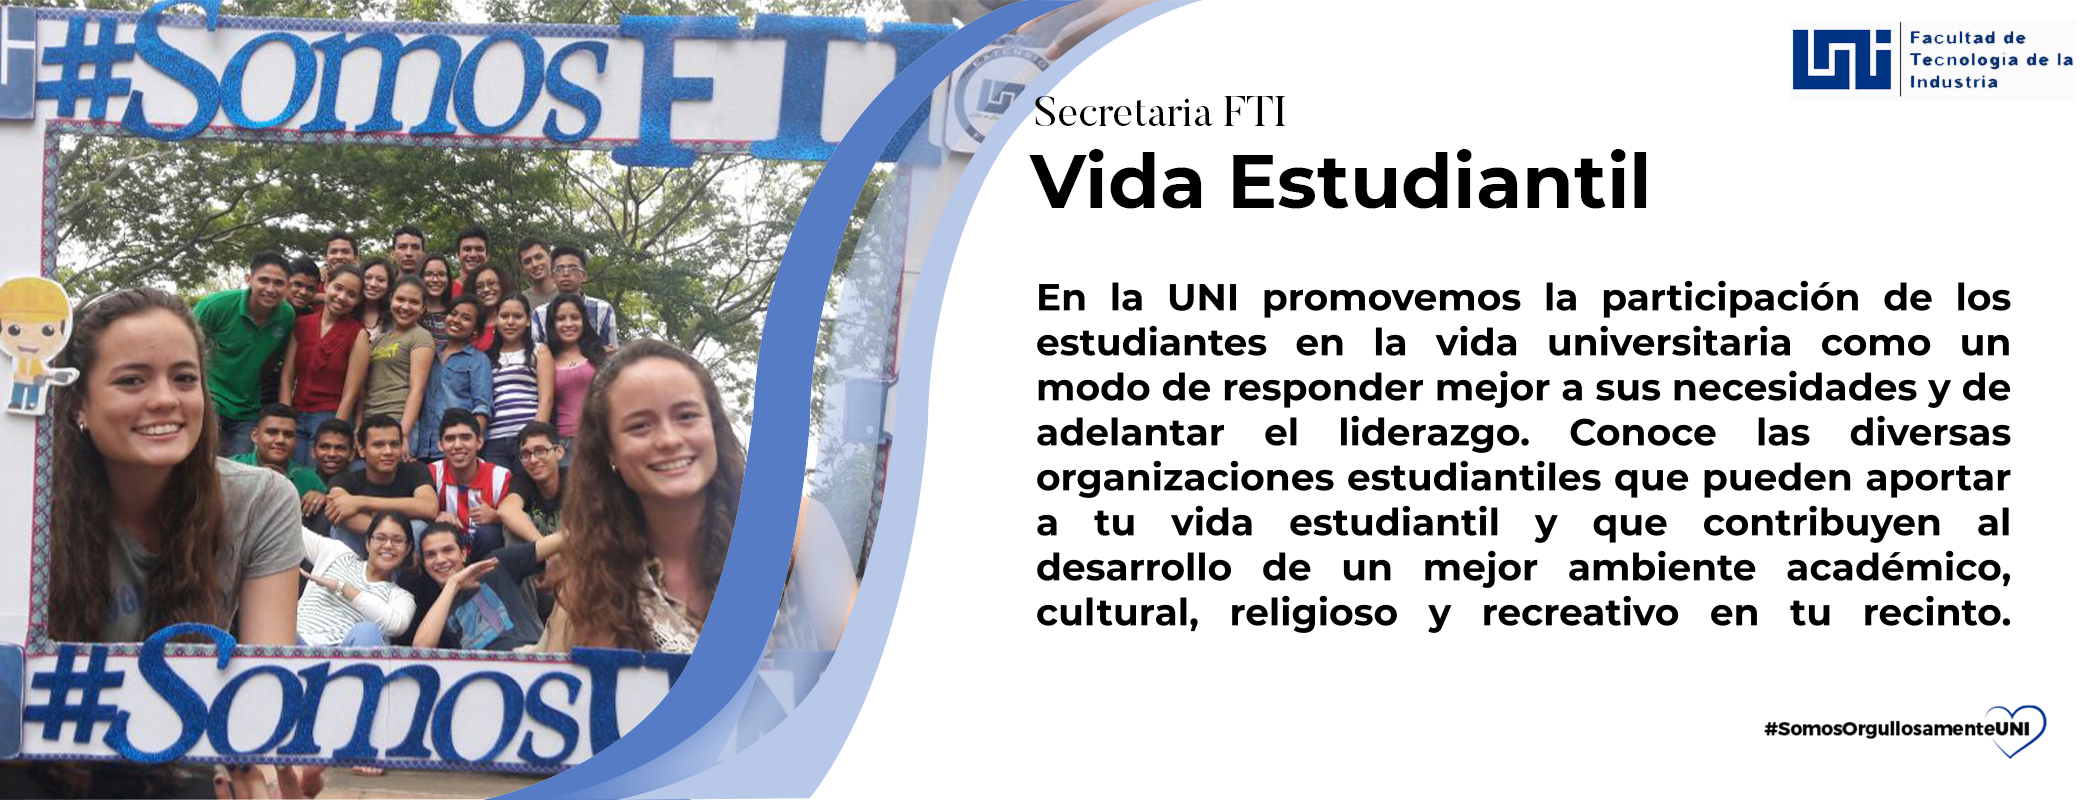 #SomosFTI
EXTENSIO
#SomosU
Secretaria FTI
Vida Estudiantil
En la UNI promovemos la participación de los
estudiantes en la vida universitaria como un
modo de responder mejor a sus necesidades y de
adelantar el liderazgo. Conoce las diversas
organizaciones estudiantiles que pueden aportar
a tu vida estudiantil y que contribuyen al
desarrollo de un mejor ambiente académico,
cultural, religioso y recreativo en tu recinto.
UNI
Facultad de
Tecnología de la
Industria
#SomosOrgullosamenteUNI